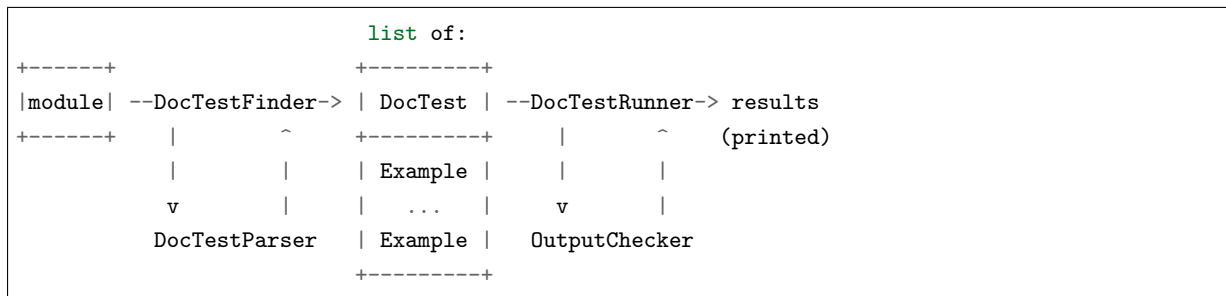 list of:
+------+                   +---------+
|module| --DocTestFinder-> | DocTest | --DocTestRunner-> results
+------+    |        ^     +---------+     |       ^    (printed)
            |        |     | Example |     |       |
            v        |     |   ...   |     v       |
           DocTestParser   | Example |   OutputChecker
                           +---------+